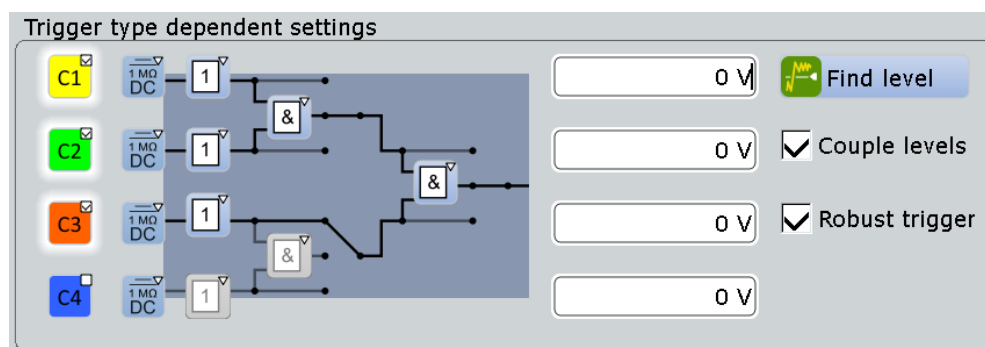 Trigger type dependent settings
C1 1 MΩ DC 1 0 V Find level
&
C2 1 MΩ DC 1 0 V Couple levels
&
C3 1 MΩ DC 1 0 V Robust trigger
&
C4 1 MΩ DC 1 0 V